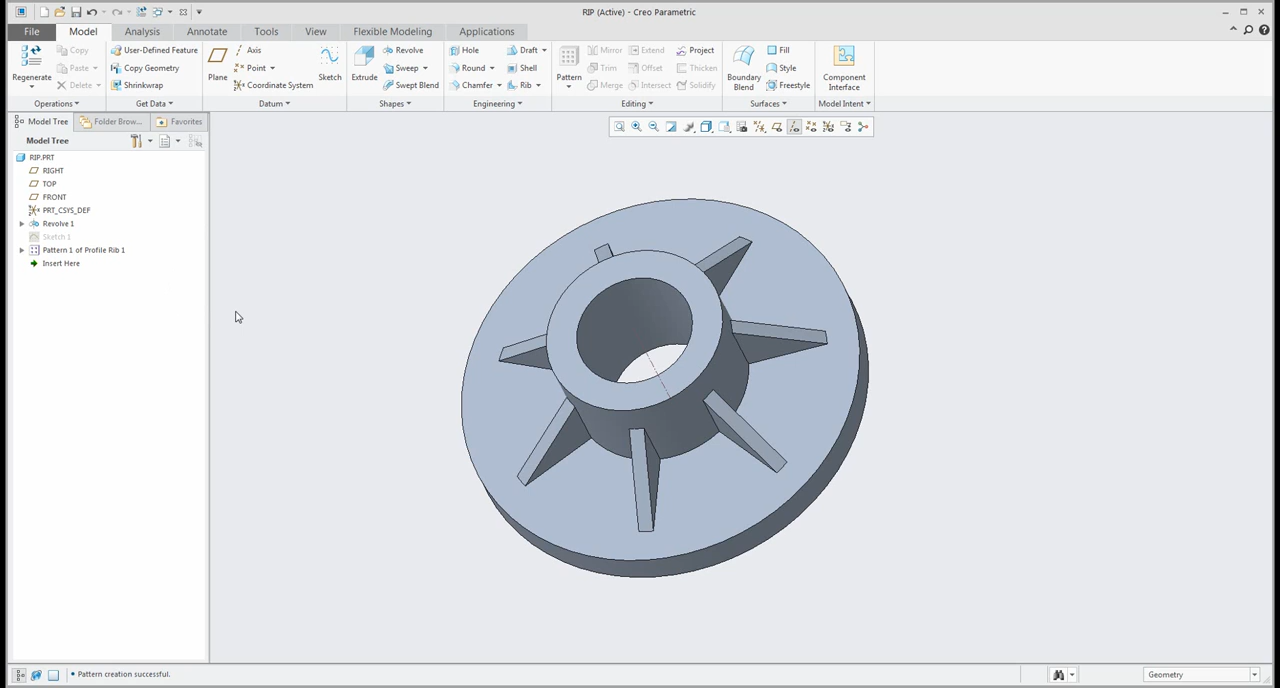 RIP (Active) - Creo Parametric
File Model Analysis Annotate Tools View Flexible Modeling Applications
Regenerate
Copy
Paste
Delete
Operations
User-Defined Feature
Copy Geometry
Shrinkwrap
Get Data
Plane
Axis
Point
Coordinate System
Sketch
Datum
Extrude
Revolve
Sweep
Swept Blend
Shapes
Hole
Round
Chamfer
Draft
Shell
Rib
Engineering
Pattern
Mirror
Trim
Merge
Extend
Offset
Intersect
Project
Thicken
Solidify
Editing
Boundary
Blend
Fill
Style
Freestyle
Surfaces
Component
Interface
Model Intent
Model Tree Folder Brow... Favorites
Model Tree
RIP.PRT
RIGHT
TOP
FRONT
PRT_CSYS_DEF
Revolve 1
Sketch 1
Pattern 1 of Profile Rib 1
Insert Here
Pattern creation successful.
Geometry